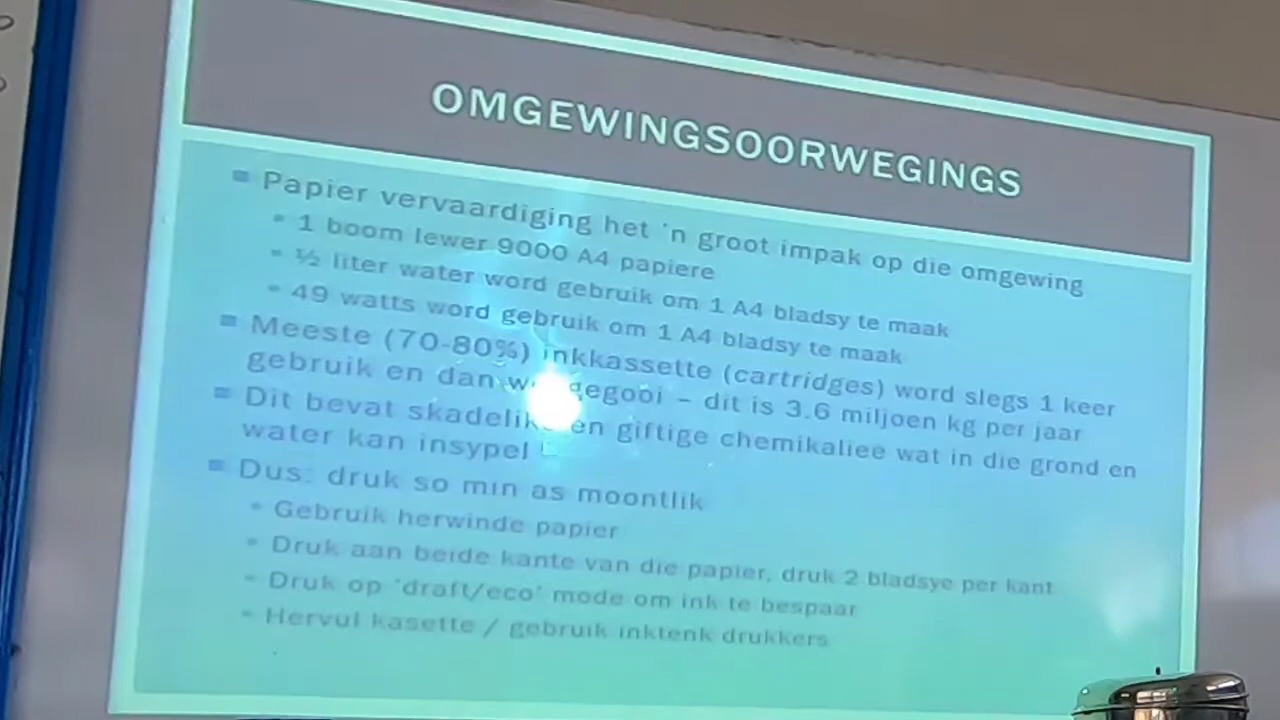 OMGEWINGSOORWEGINGS
Papier vervaardiging het 'n groot impak op die omgewing
1 boom lewer 9000 A4 papiere
½ liter water word gebruik om 1 A4 bladsy te maak
49 watts word gebruik om 1 A4 bladsy te maak
Meeste (70-80%) inkkassette (cartridges) word slegs 1 keer
gebruik en dan gegooi – dit is 3.6 miljoen kg per jaar
Dit bevat skadelike en giftige chemikaliee wat in die grond en
water kan insypel
Dus: druk so min as moontlik
Gebruik herwinde papier
Druk aan beide kante van die papier, druk 2 bladsye per kant
Druk op 'draft/eco' mode om ink te bespaar
Hervul kasette / gebruik inktenk drukkers